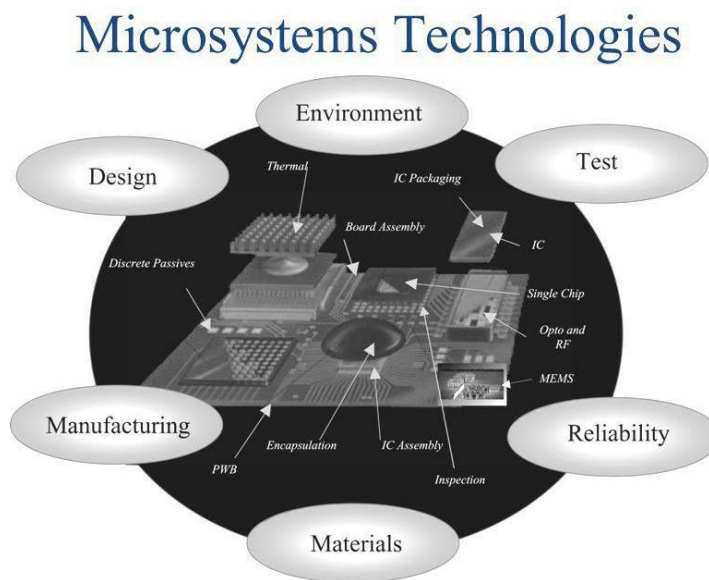 Microsystems Technologies
Environment
Design
Test
Thermal
IC Packaging
Board Assembly
IC
Discrete Passives
Single Chip
Opto and
RF
MEMS
Manufacturing
Reliability
Encapsulation
IC Assembly
PWB
Inspection
Materials